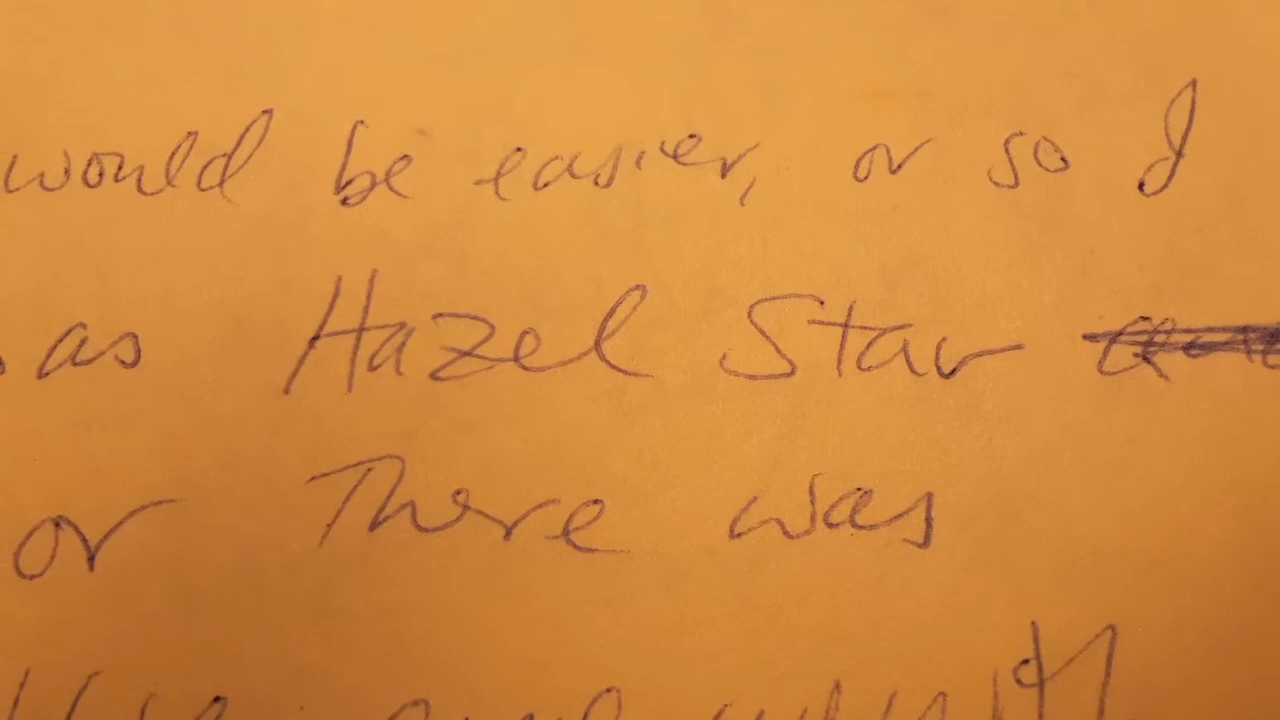 would be easier, or so I
as Hazel Star
or There was